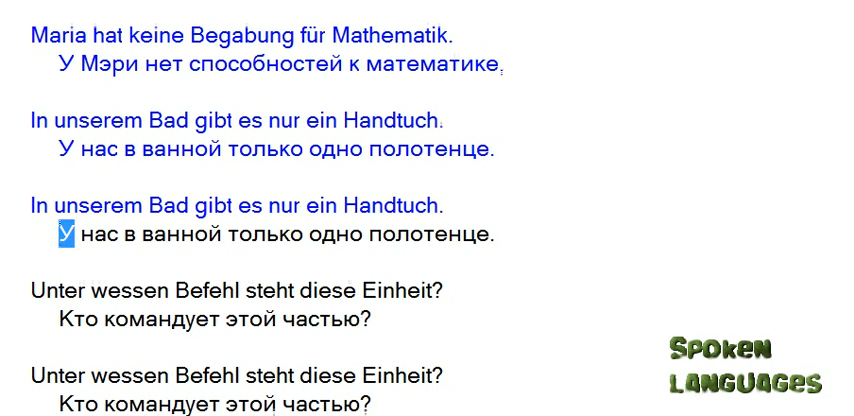 Maria hat keine Begabung für Mathematik.
У Мэри нет способностей к математике.
In unserem Bad gibt es nur ein Handtuch.
У нас в ванной только одно полотенце.
In unserem Bad gibt es nur ein Handtuch.
У нас в ванной только одно полотенце.
Unter wessen Befehl steht diese Einheit?
Кто командует этой частью?
Unter wessen Befehl steht diese Einheit?
Кто командует этой частью?
Spoken
Languages